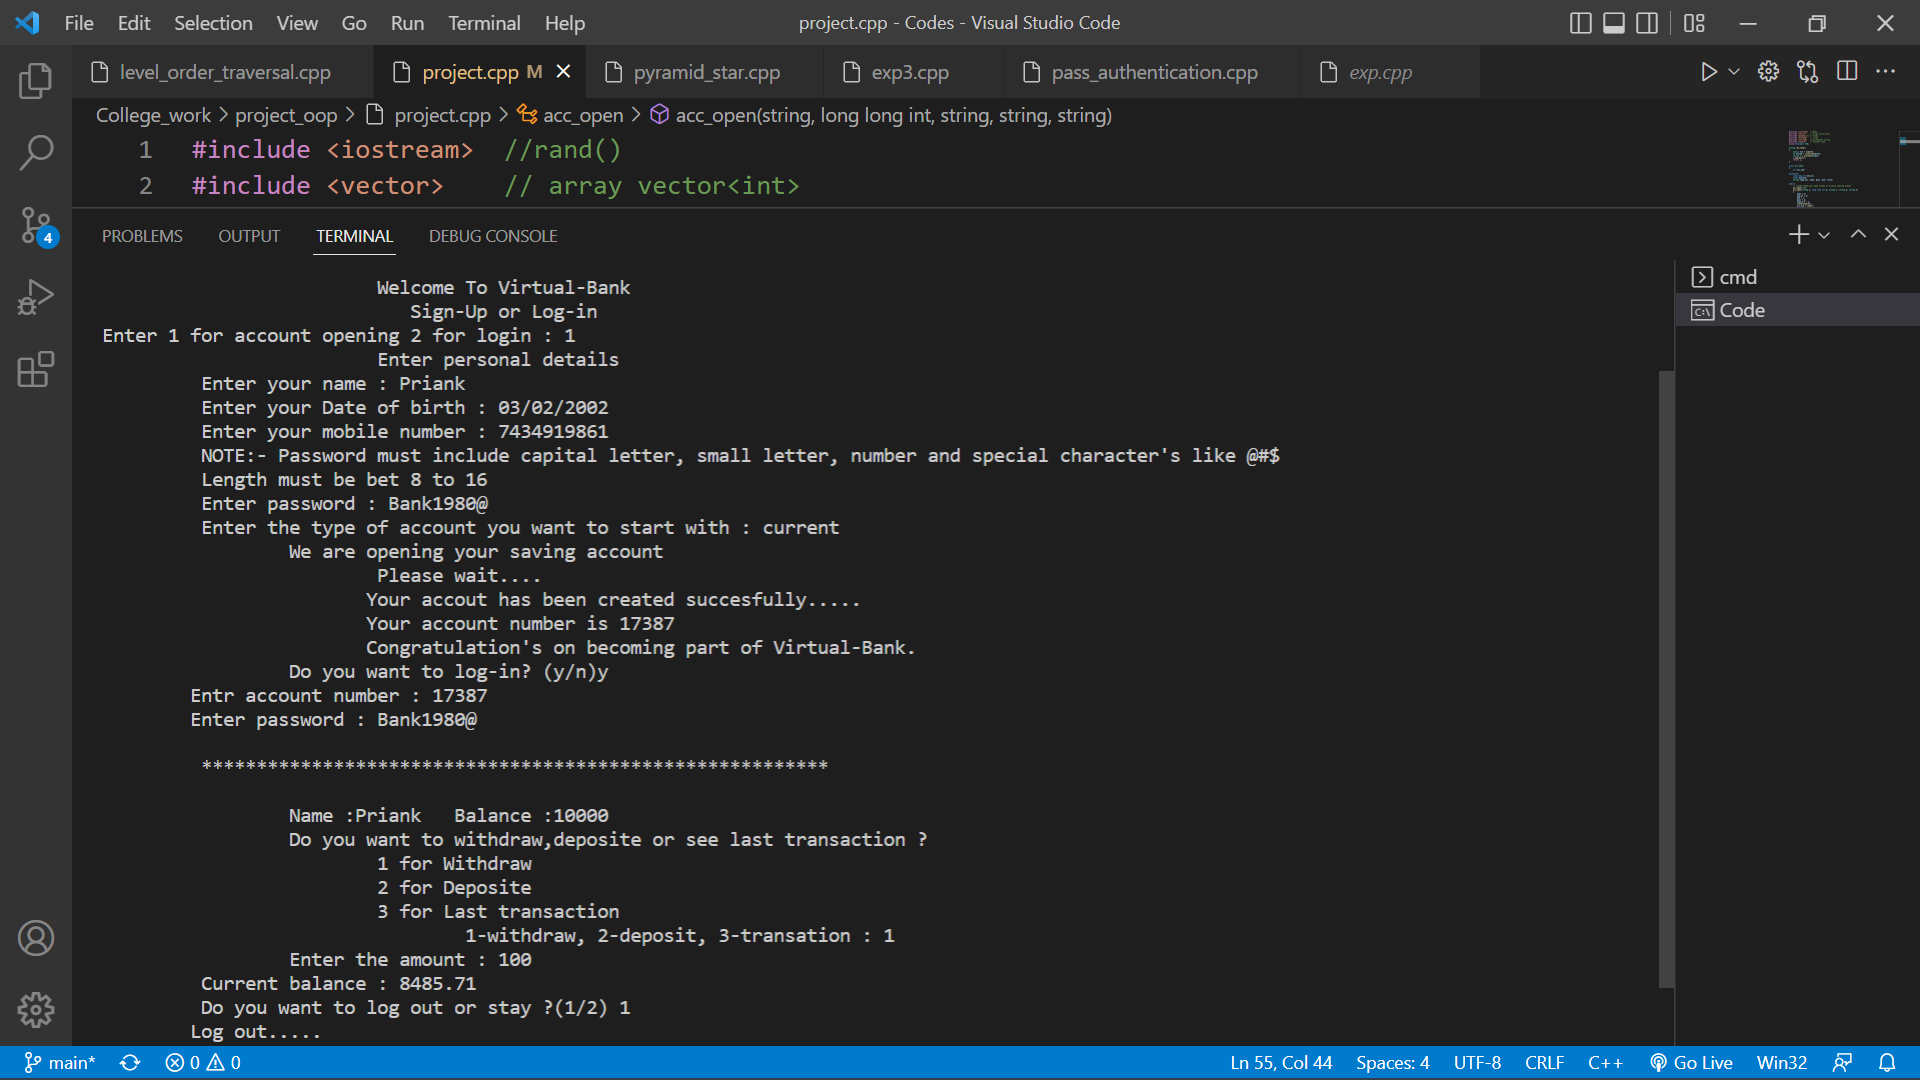 File Edit Selection View Go Run Terminal Help project.cpp - Codes - Visual Studio Code
level_order_traversal.cpp project.cpp M pyramid_star.cpp exp3.cpp pass_authentication.cpp exp.cpp
College_work > project_oop > project.cpp > acc_open > acc_open(string, long long int, string, string, string)
1 #include <iostream> //rand()
2 #include <vector> // array vector<int>
PROBLEMS OUTPUT TERMINAL DEBUG CONSOLE
cmd
Code
4
Welcome To Virtual-Bank
Sign-Up or Log-in
Enter 1 for account opening 2 for login : 1
Enter personal details
Enter your name : Priank
Enter your Date of birth : 03/02/2002
Enter your mobile number : 7434919861
NOTE:- Password must include capital letter, small letter, number and special character's like @#$
Length must be bet 8 to 16
Enter password : Bank1980@
Enter the type of account you want to start with : current
We are opening your saving account
Please wait....
Your accout has been created succesfully.....
Your account number is 17387
Congratulation's on becoming part of Virtual-Bank.
Do you want to log-in? (y/n)y
Entr account number : 17387
Enter password : Bank1980@
*********************************************************
Name :Priank Balance :10000
Do you want to withdraw,deposite or see last transaction ?
1 for Withdraw
2 for Deposite
3 for Last transaction
1-withdraw, 2-deposit, 3-transation : 1
Enter the amount : 100
Current balance : 8485.71
Do you want to log out or stay ?(1/2) 1
Log out.....
main* 0 0 Ln 55, Col 44 Spaces: 4 UTF-8 CRLF C++ Go Live Win32